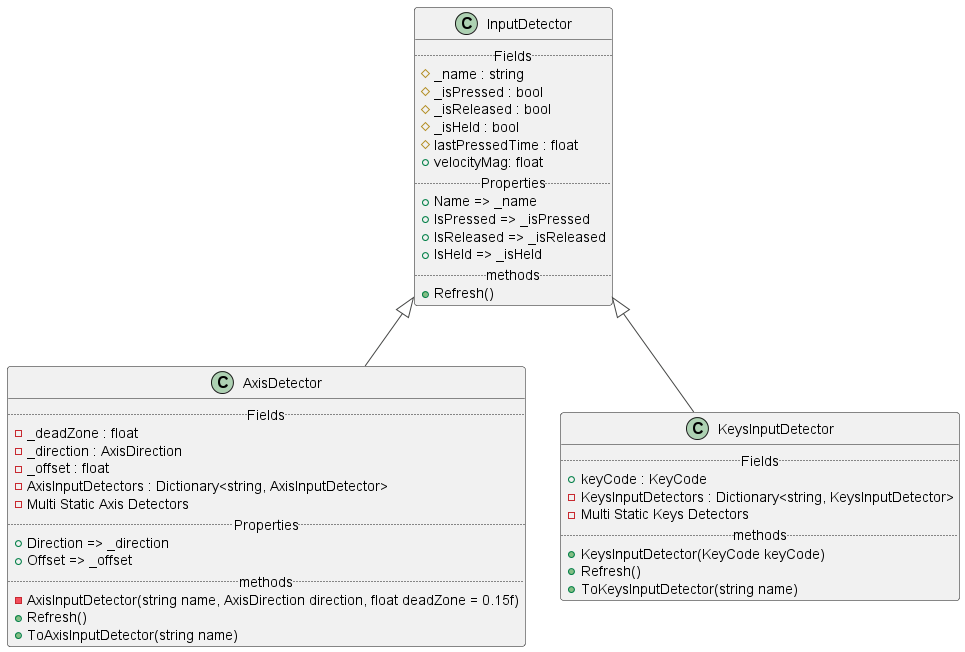 C InputDetector
Fields
_name : string
_isPressed : bool
_isReleased : bool
_isHeld : bool
lastPressedTime : float
velocityMag: float
Properties
Name => _name
IsPressed => _isPressed
IsReleased => _isReleased
IsHeld => _isHeld
methods
Refresh()
C AxisDetector
Fields
_deadZone : float
_direction : AxisDirection
_offset : float
AxisInputDetectors : Dictionary<string, AxisInputDetector>
Multi Static Axis Detectors
Properties
Direction => _direction
Offset => _offset
methods
AxisInputDetector(string name, AxisDirection direction, float deadZone = 0.15f)
Refresh()
ToAxisInputDetector(string name)
C KeysInputDetector
Fields
keyCode : KeyCode
KeysInputDetectors : Dictionary<string, KeysInputDetector>
Multi Static Keys Detectors
methods
KeysInputDetector(KeyCode keyCode)
Refresh()
ToKeysInputDetector(string name)